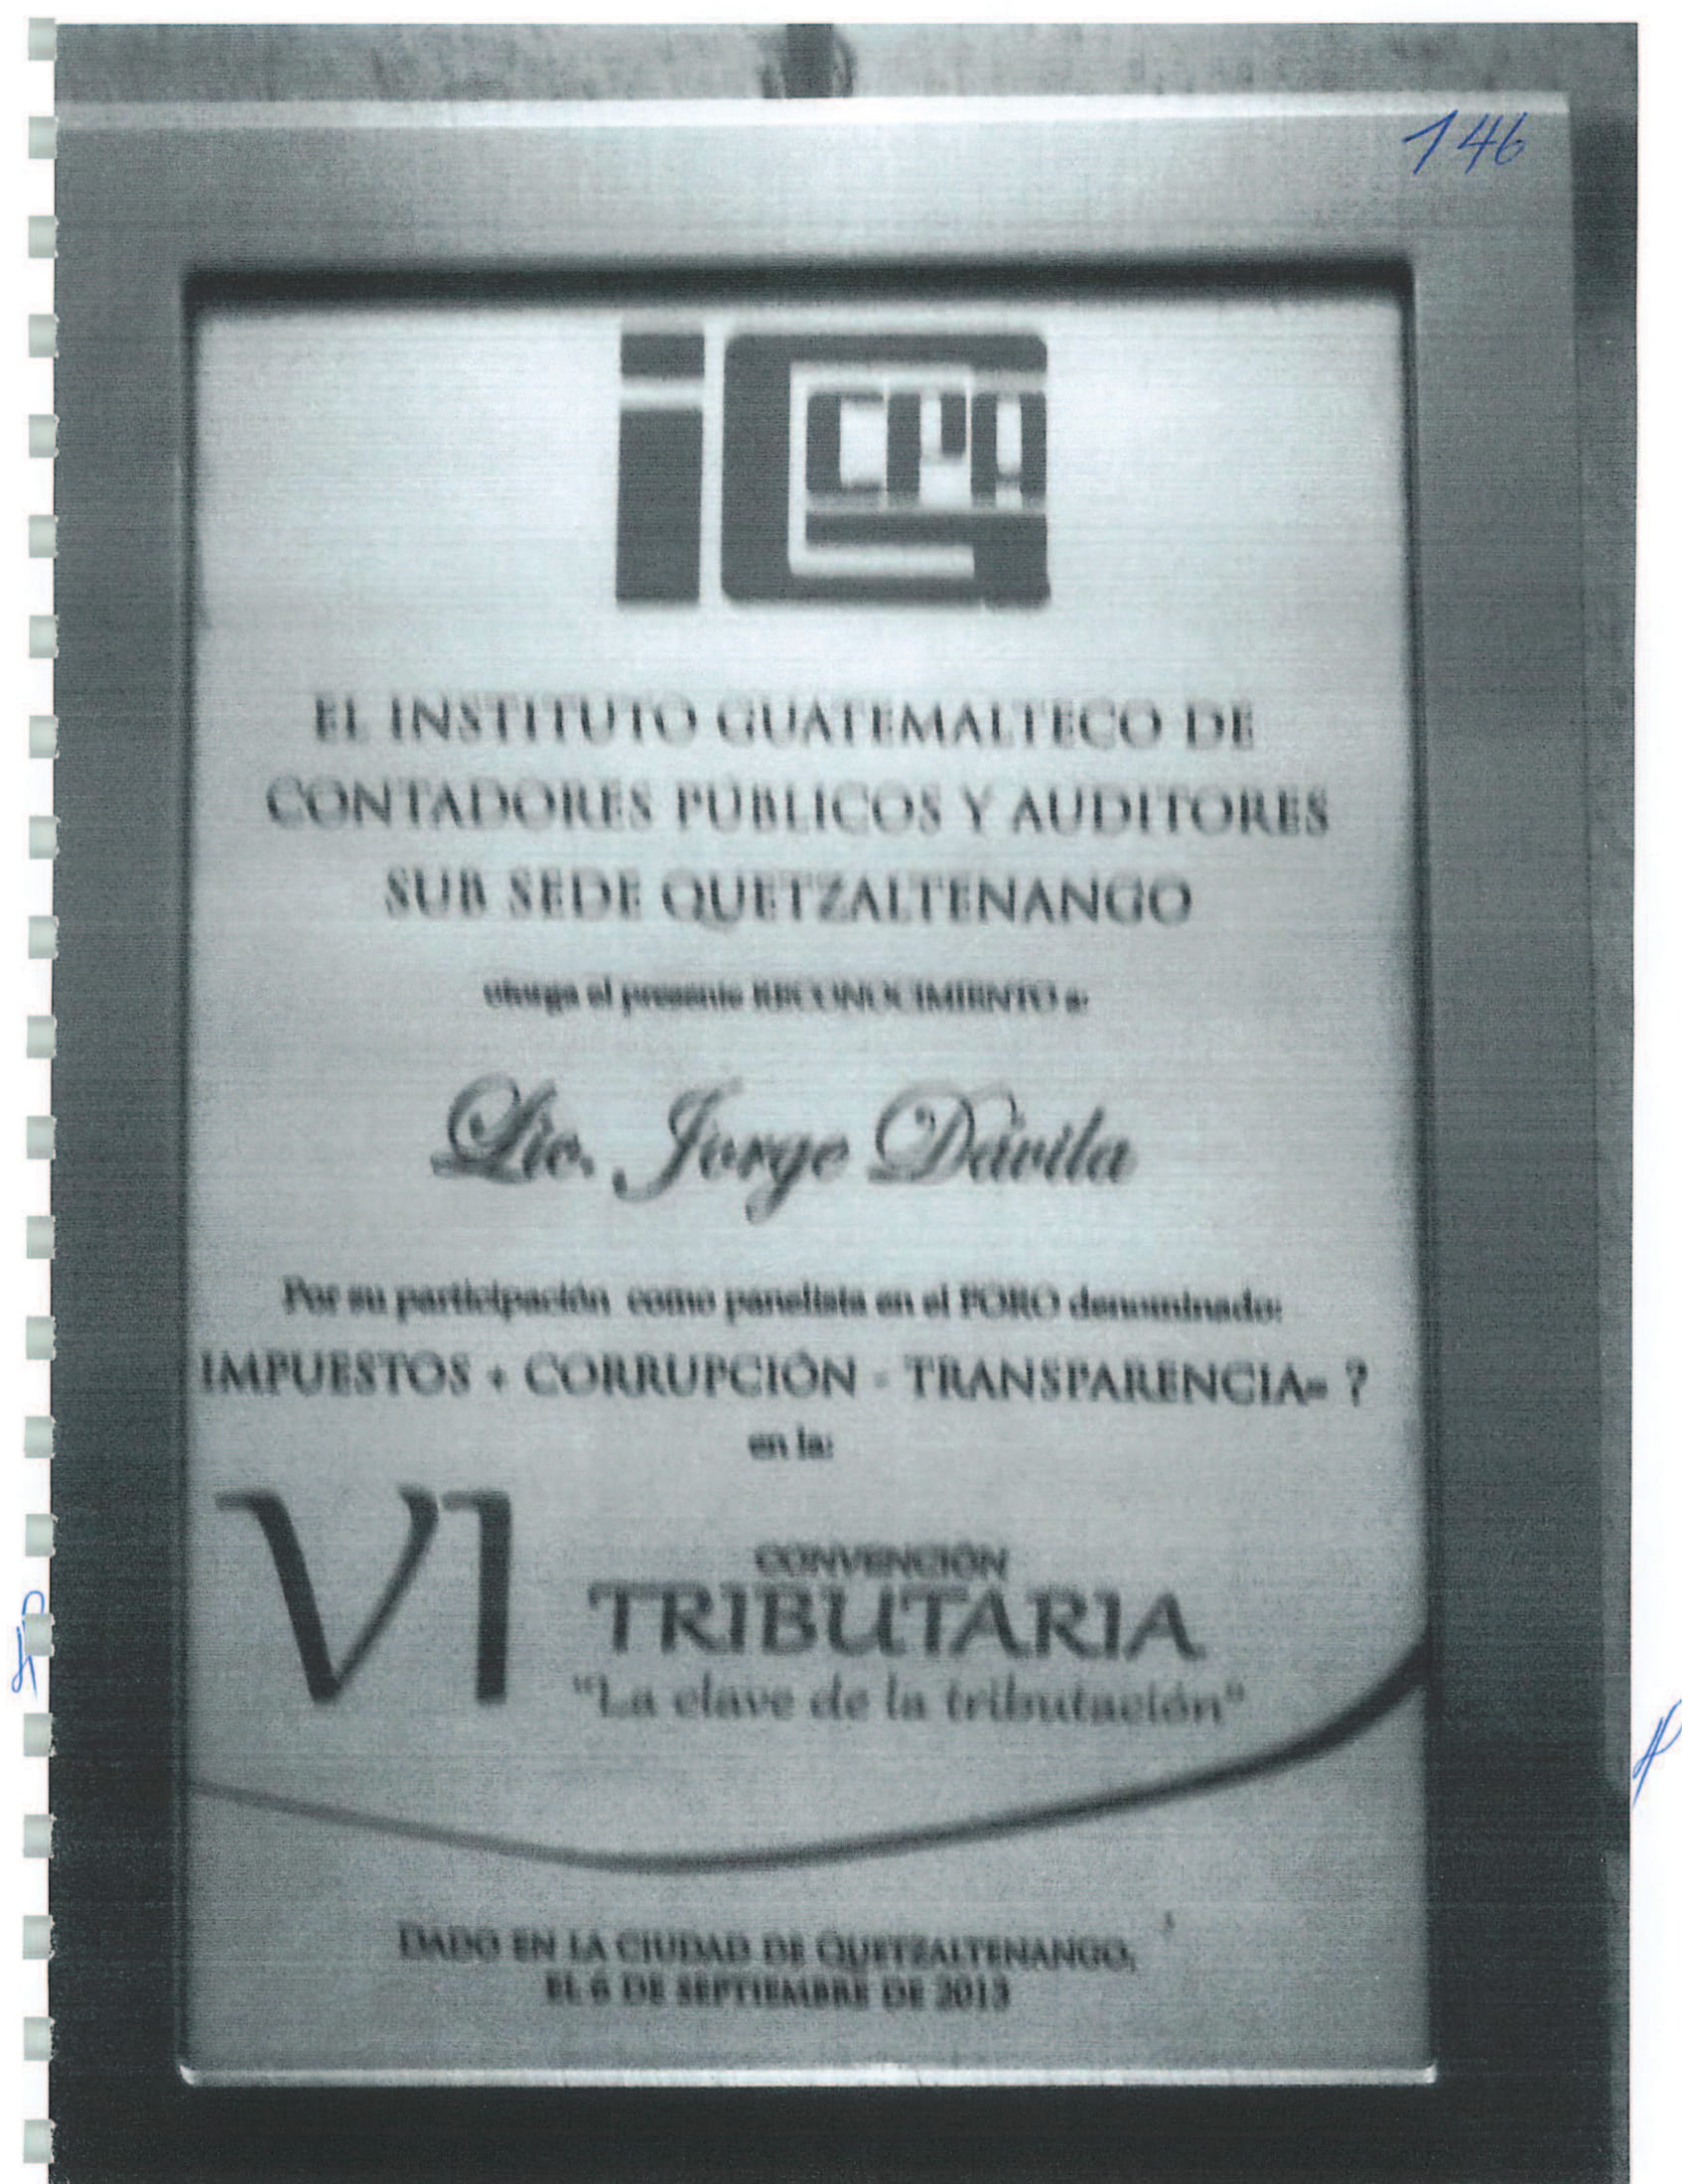 146
iG
CPA
EL INSTITUTO GUATEMALTECO DE
CONTADORES PÚBLICOS Y AUDITORES
SUB SEDE QUETZALTENANGO
otorga el presente RECONOCIMIENTO a:
Lic. Jorge Dávila
Por su participación como panelista en el FORO denominado:
IMPUESTOS + CORRUPCIÓN - TRANSPARENCIA= ?
en la:
VI
CONVENCIÓN
TRIBUTARIA
"La clave de la tributación"
DADO EN LA CIUDAD DE QUETZALTENANGO,
EL 6 DE SEPTIEMBRE DE 2013